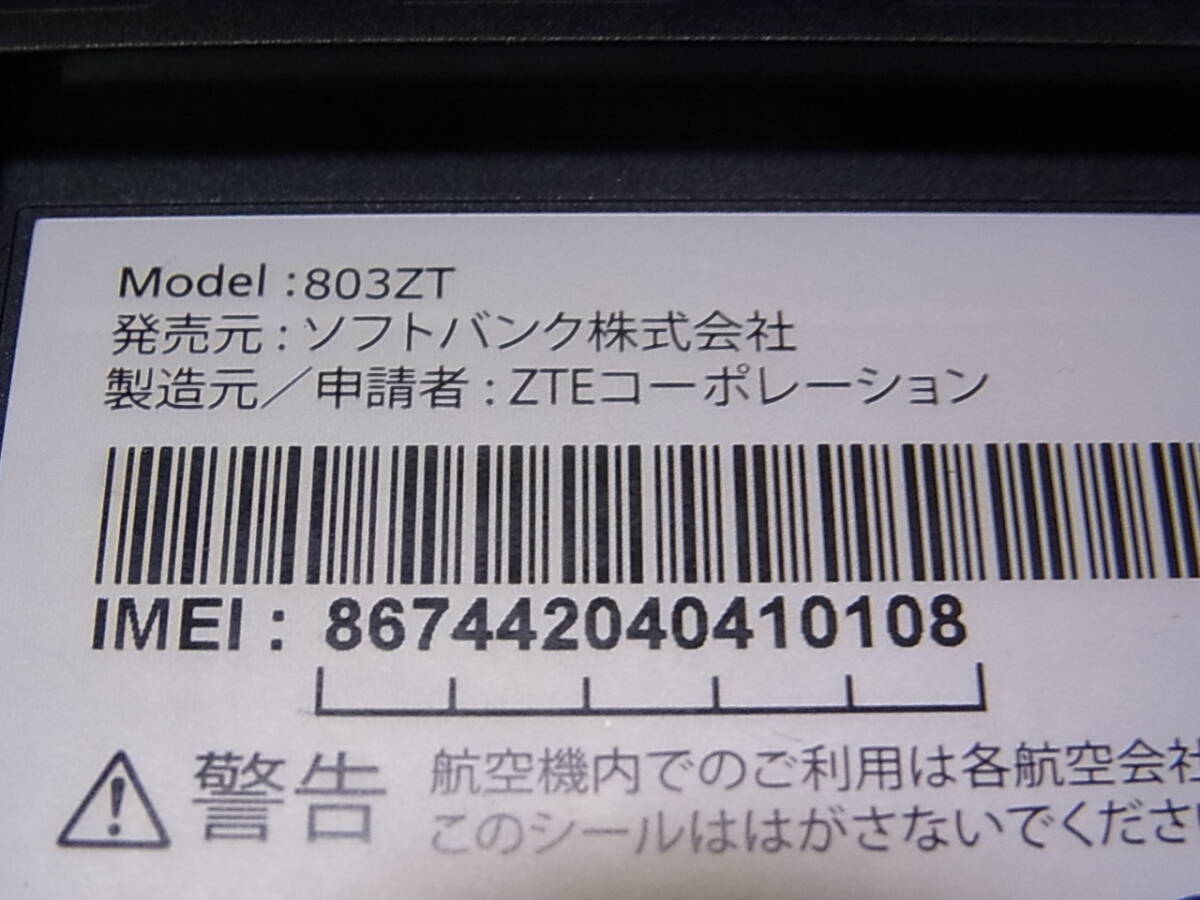 Model :803ZT
発売元 : ソフトバンク株式会社
製造元／申請者 : ZTEコーポレーション
IMEI : 867442040410108
警告
航空機内でのご利用は各航空会社
このシールははがさないでくださ